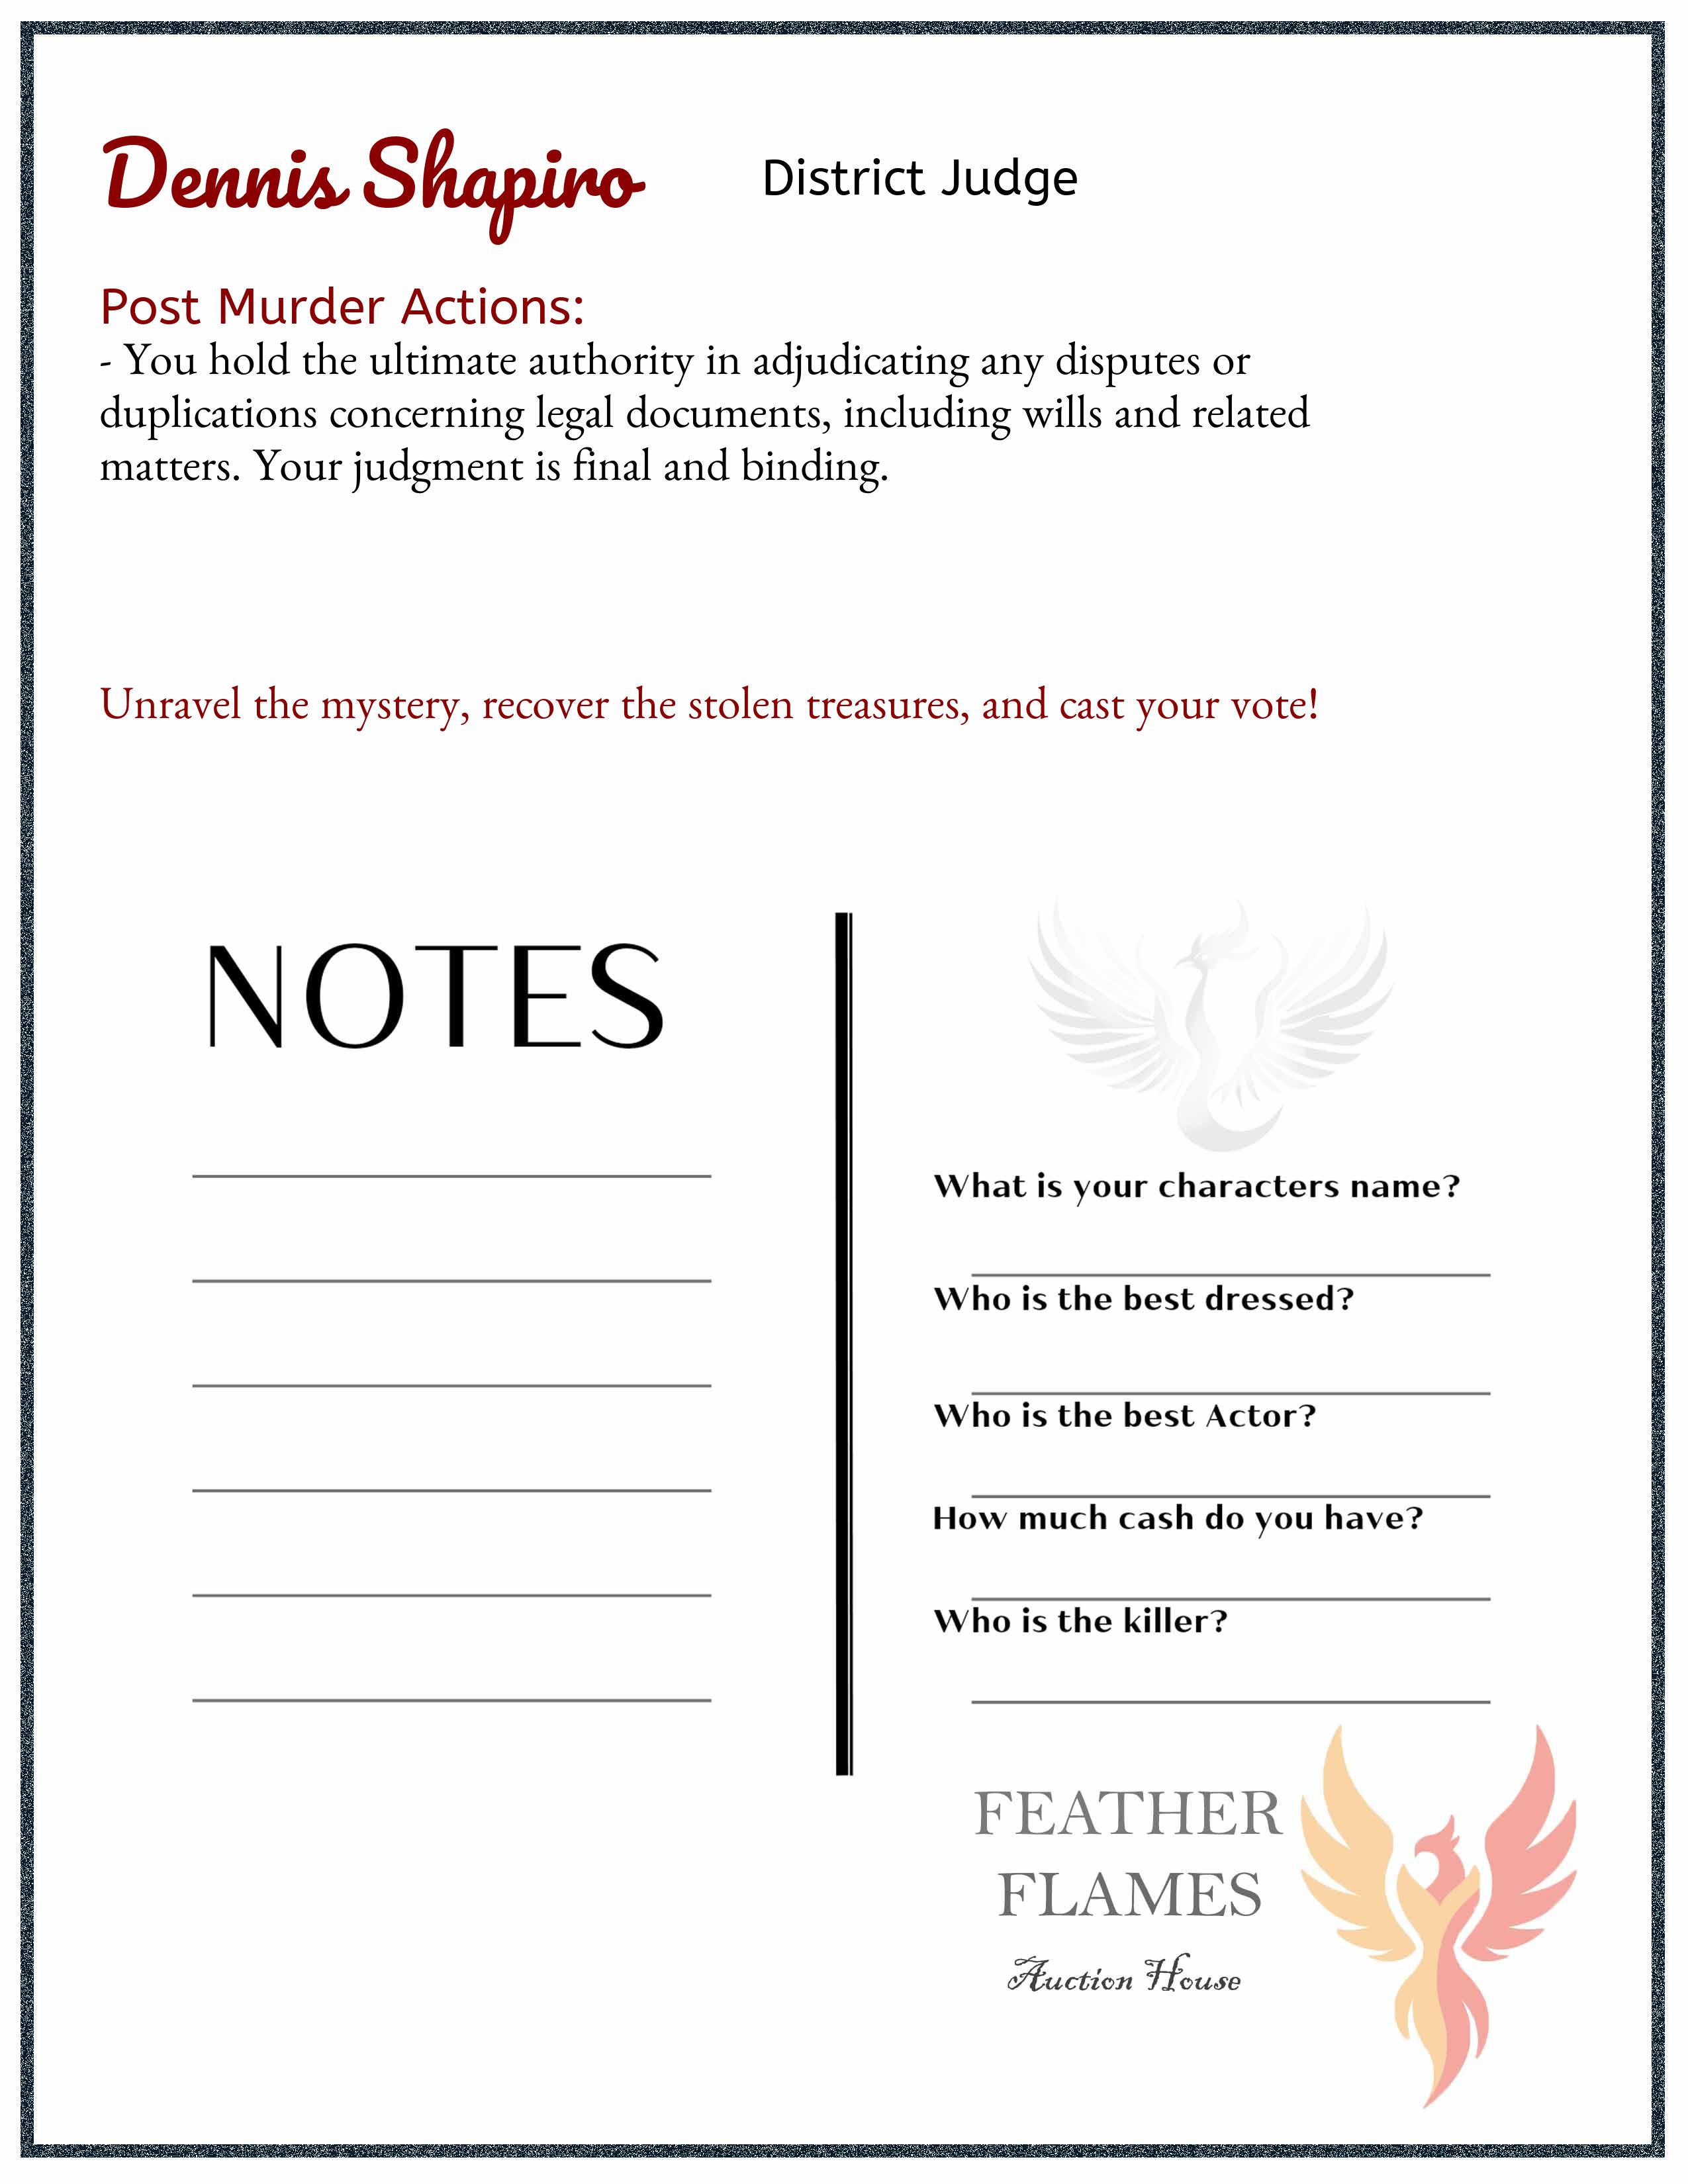 Dennis Shapiro
District Judge
Post Murder Actions:
- You hold the ultimate authority in adjudicating any disputes or
duplications concerning legal documents, including wills and related
matters. Your judgment is final and binding.
Unravel the mystery, recover the stolen treasures, and cast your vote!
NOTES
What is your characters name?
Who is the best dressed?
Who is the best Actor?
How much cash do you have?
Who is the killer?
FEATHER
FLAMES
Auction House